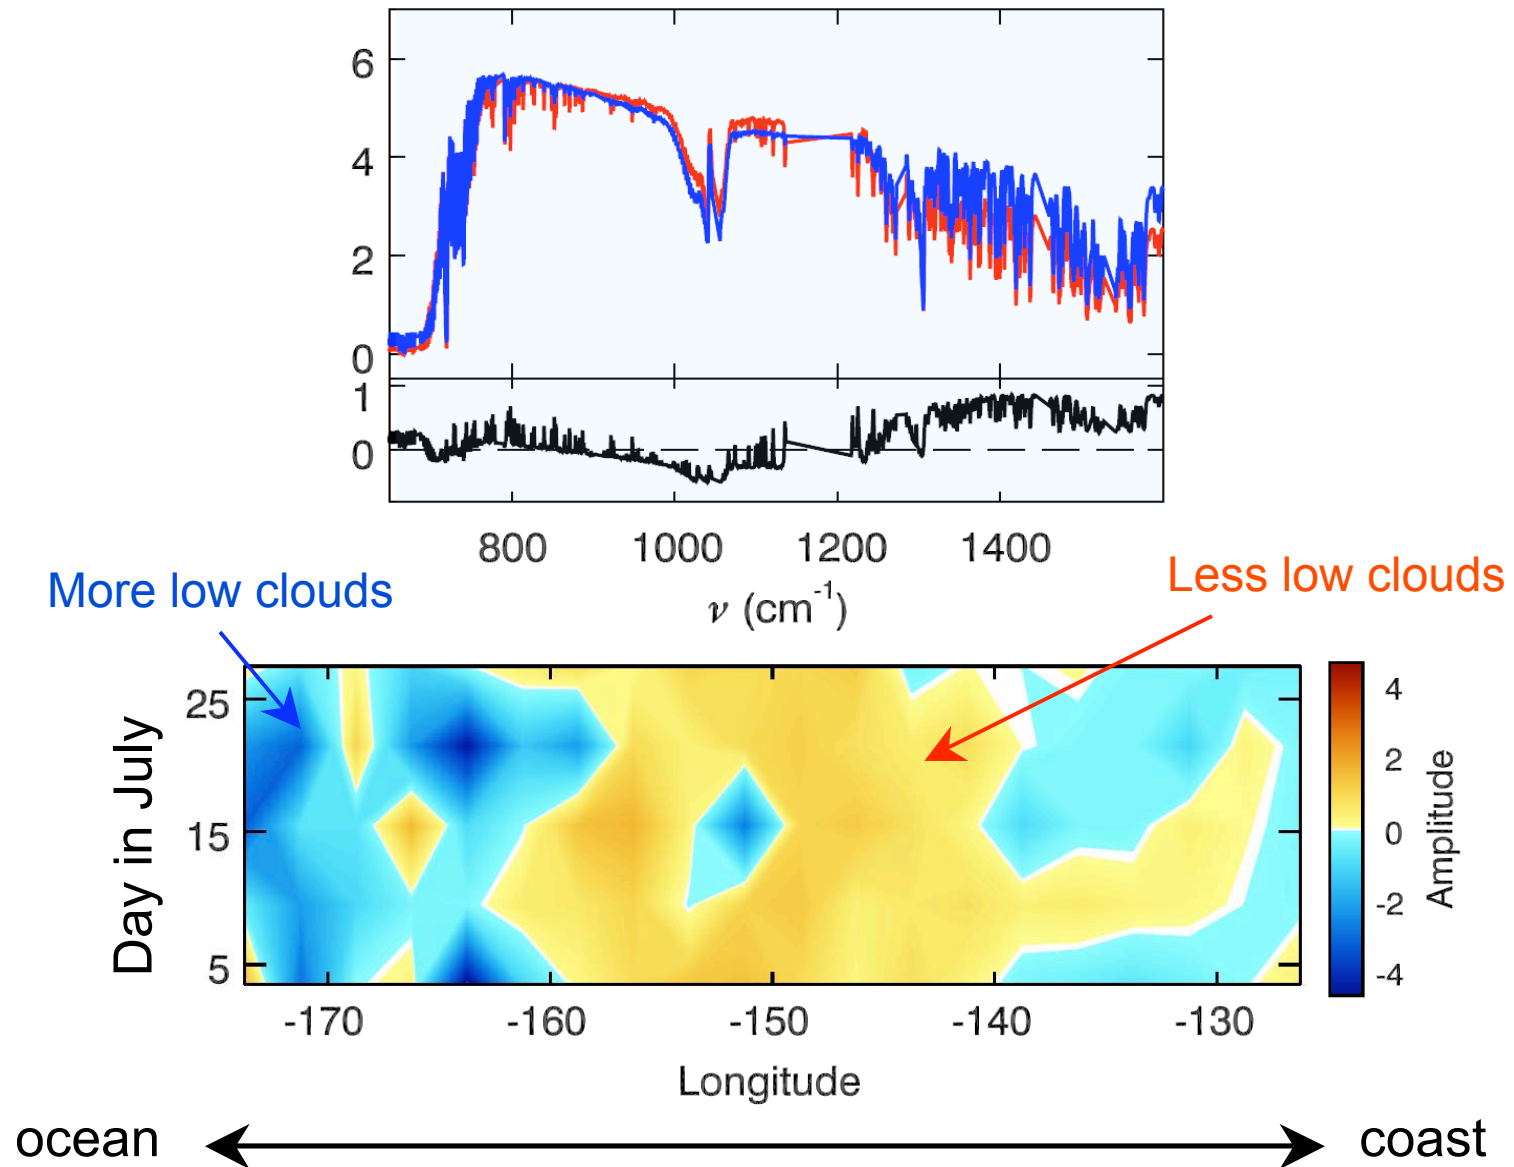 6
4
2
0
1
0
800 1000 1200 1400
ν (cm-1)
More low clouds
Less low clouds
25
15
5
Day in July
-170 -160 -150 -140 -130
Longitude
4
2
0
-2
-4
Amplitude
ocean
coast